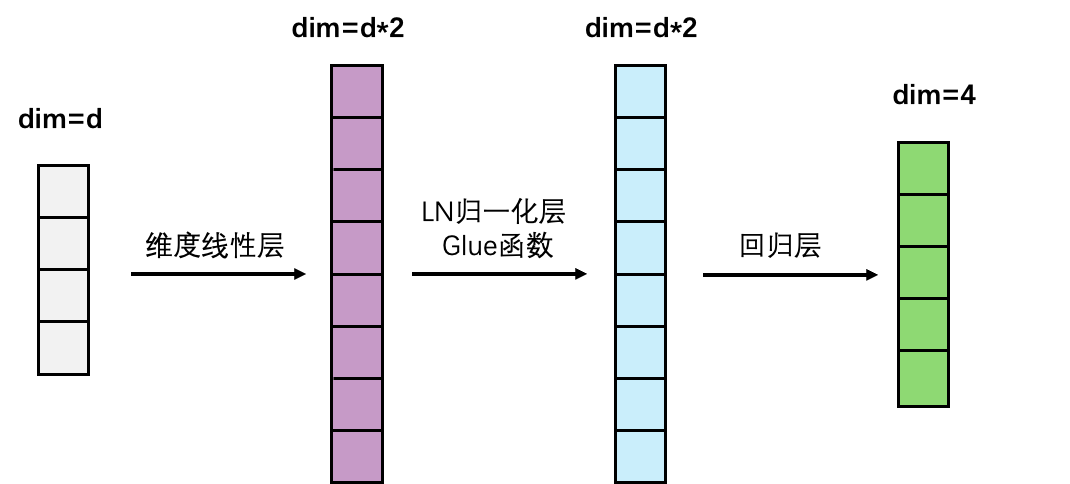 dim=d
维度线性层
dim=d*2
LN归一化层
Glue函数
dim=d*2
回归层
dim=4